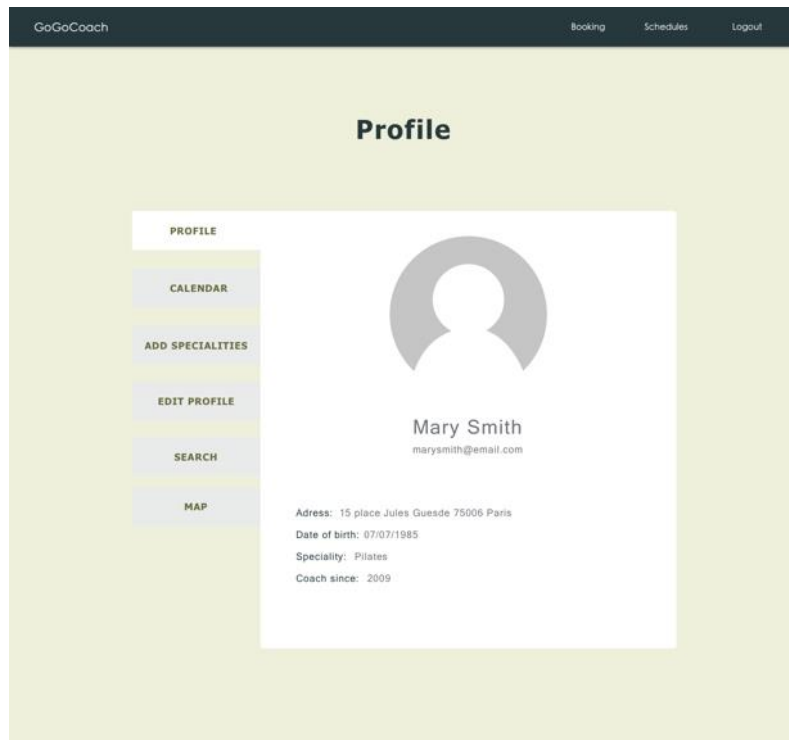 GoGoCoach
Booking Schedules Logout
Profile
PROFILE
CALENDAR
ADD SPECIALITIES
EDIT PROFILE
SEARCH
MAP
Mary Smith
marysmith@email.com
Adress: 15 place Jules Guesde 75006 Paris
Date of birth: 07/07/1985
Speciality: Pilates
Coach since: 2009